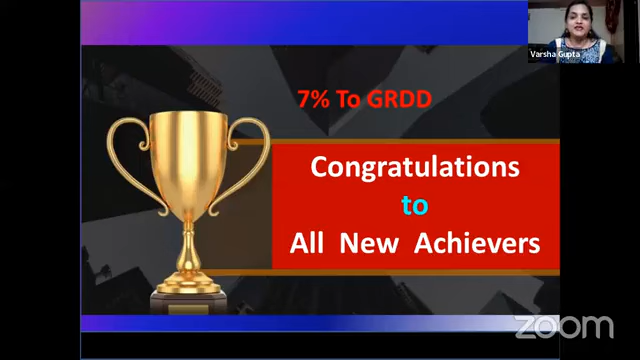 Varsha Gupta
7% To GRDD
Congratulations
to
All New Achievers
zoom